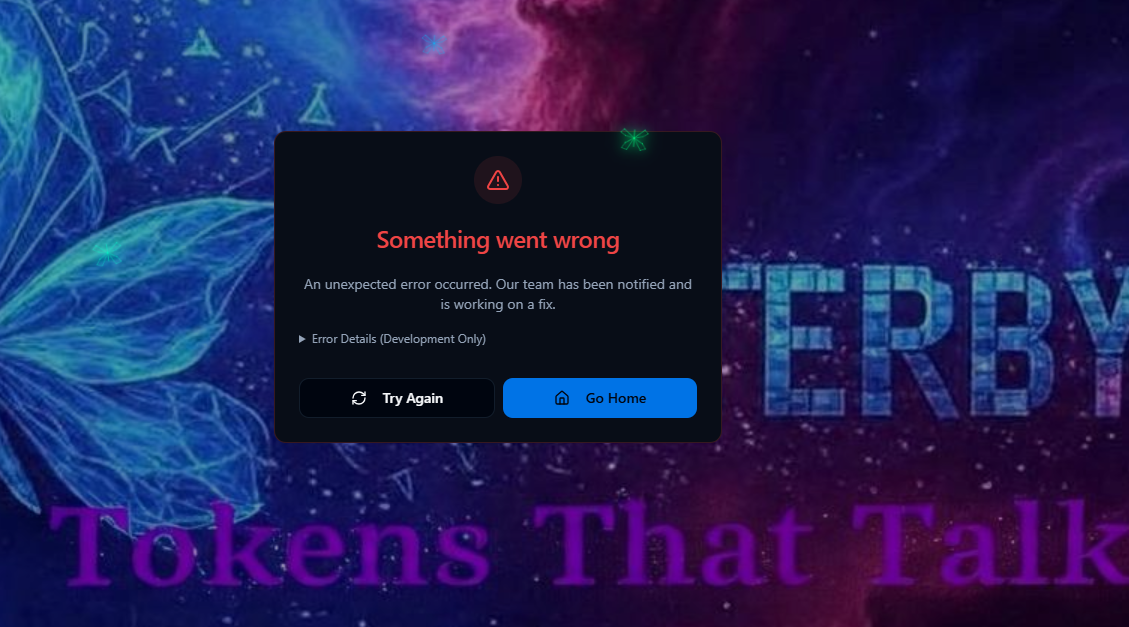 Something went wrong
An unexpected error occurred. Our team has been notified and
is working on a fix.
Error Details (Development Only)
Try Again
Go Home
TERBY
Tokens That Talk